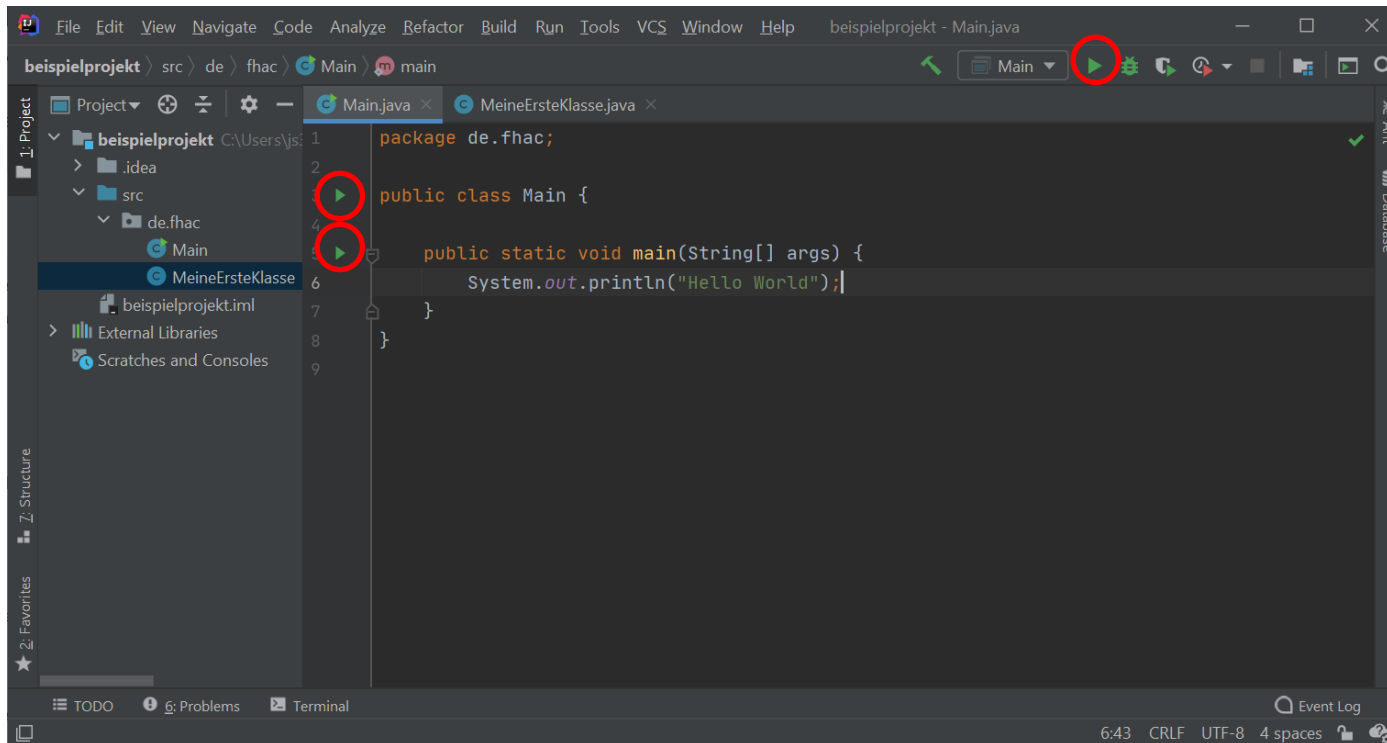 File Edit View Navigate Code Analyze Refactor Build Run Tools VCS Window Help beispielprojekt - Main.java
beispielprojekt 〉 src 〉 de 〉 fhac 〉 Main 〉 main
Main
1: Project
Project
Main.java
MeineErsteKlasse.java
beispielprojekt C:\Users\js
.idea
src
de.fhac
Main
MeineErsteKlasse
beispielprojekt.iml
External Libraries
Scratches and Consoles
1 package de.fhac;
2
3 public class Main {
4
5 public static void main(String[] args) {
6 System.out.println("Hello World");
7 }
8 }
9
Ant
Database
7: Structure
2: Favorites
TODO 6: Problems Terminal Event Log
6:43 CRLF UTF-8 4 spaces